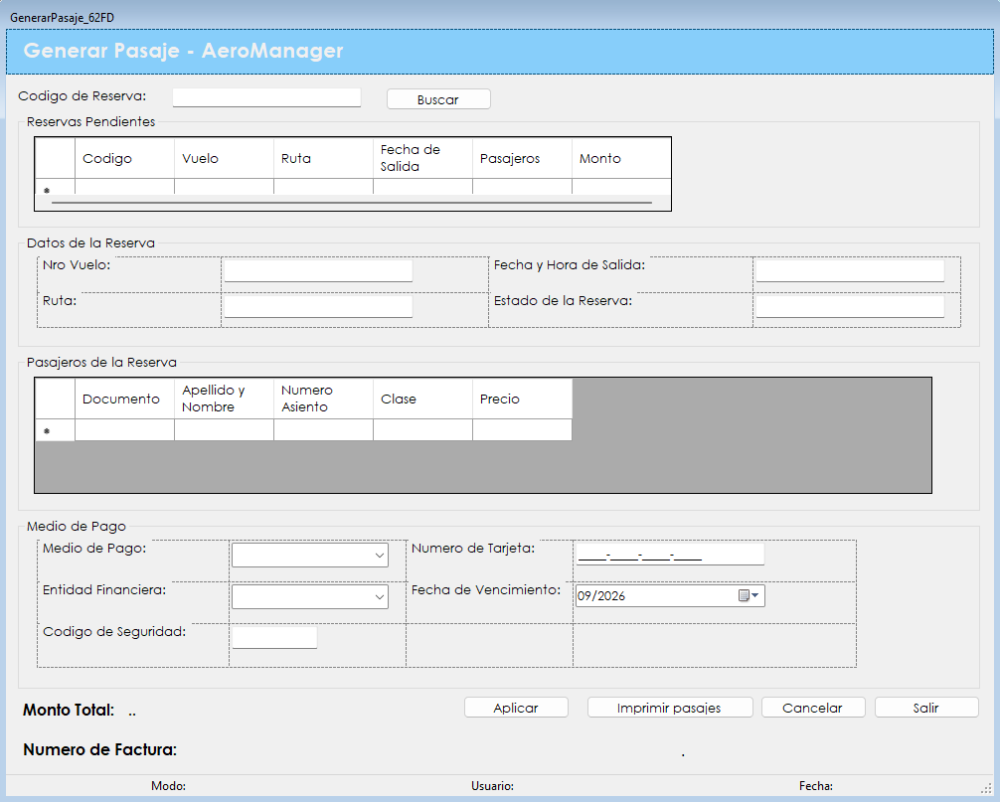 GenerarPasaje_62FD
Generar Pasaje - AeroManager
Codigo de Reserva:
Buscar
Reservas Pendientes
Codigo Vuelo Ruta Fecha de Salida Pasajeros Monto
*
Datos de la Reserva
Nro Vuelo: Fecha y Hora de Salida:
Ruta: Estado de la Reserva:
Pasajeros de la Reserva
Documento Apellido y Nombre Numero Asiento Clase Precio
*
Medio de Pago
Medio de Pago: Numero de Tarjeta: ____-____-____-____
Entidad Financiera: Fecha de Vencimiento: 09/2026
Codigo de Seguridad:
Monto Total: .. Aplicar Imprimir pasajes Cancelar Salir
Numero de Factura: .
Modo: Usuario: Fecha: